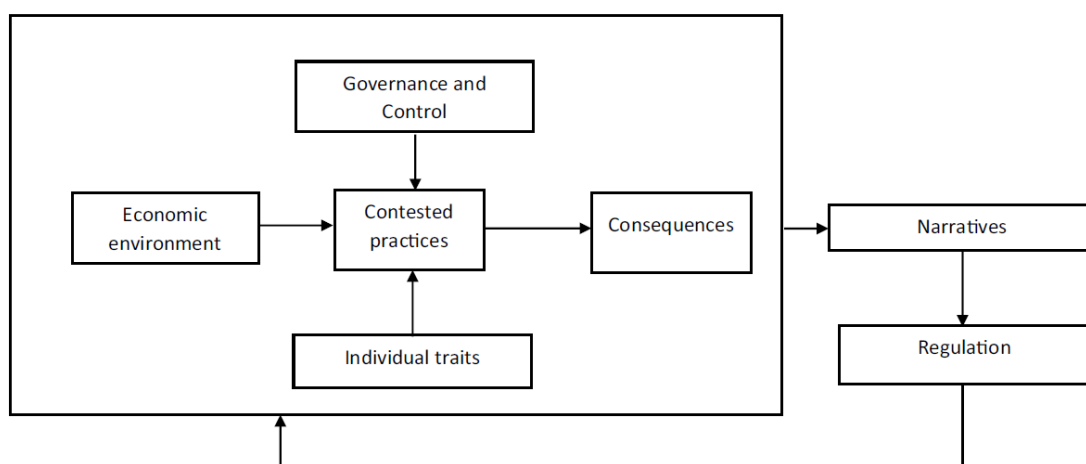 Governance and
Control
Economic
environment
Contested
practices
Consequences
Narratives
Individual traits
Regulation